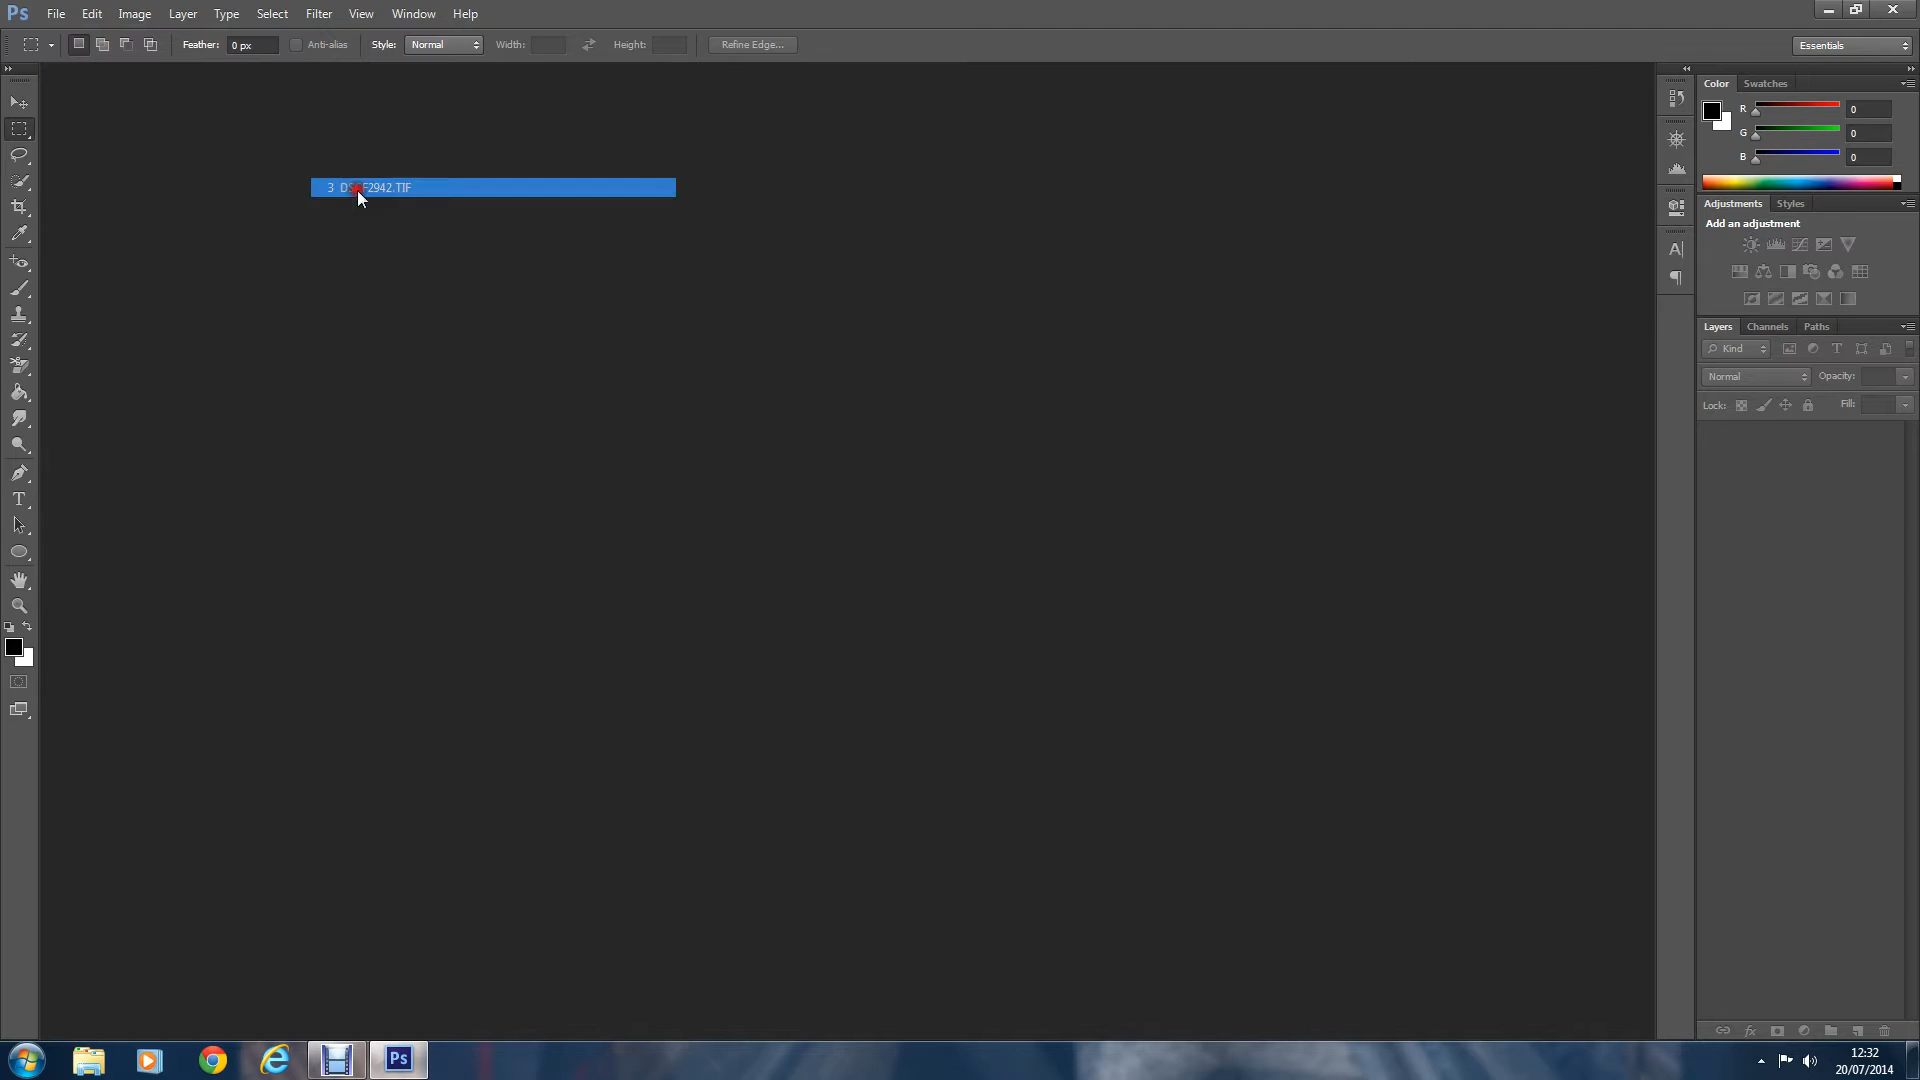 Ps File Edit Image Layer Type Select Filter View Window Help
Feather: 0 px Anti-alias Style: Normal Width: Height: Refine Edge... Essentials
Color Swatches
R 0
G 0
B 0
3 DSCF2942.TIF
Adjustments Styles
Add an adjustment
Layers Channels Paths
Kind
Normal Opacity:
Lock: Fill:
Ps
12:32
20/07/2014